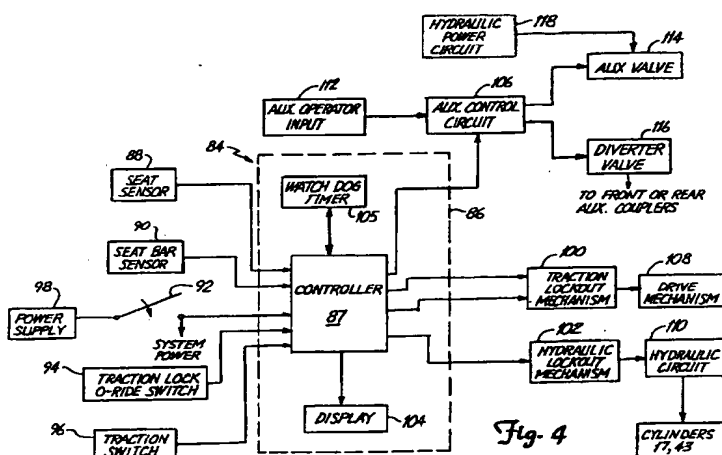 HYDRAULIC
POWER
CIRCUIT
118
114
AUX VALVE
112
AUX. OPERATOR
INPUT
106
AUX. CONTROL
CIRCUIT
116
DIVERTER
VALVE
TO FRONT OR REAR
AUX. COUPLERS
84
86
88
SEAT
SENSOR
WATCH DOG
TIMER
105
90
SEAT BAR
SENSOR
CONTROLLER
87
100
TRACTION
LOCKOUT
MECHANISM
108
DRIVE
MECHANISM
98
POWER
SUPPLY
92
SYSTEM
POWER
102
HYDRAULIC
LOCKOUT
MECHANISM
110
HYDRAULIC
CIRCUIT
94
TRACTION LOCK
O-RIDE SWITCH
DISPLAY
104
96
TRACTION
SWITCH
CYLINDERS
17, 43
Fig. 4